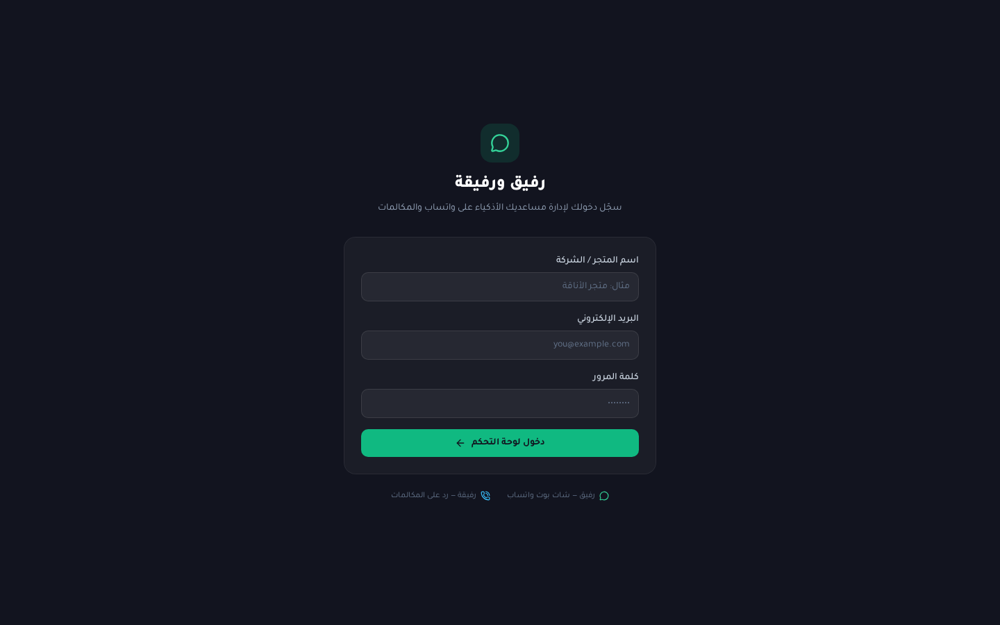 رفيق ورفيقة
سجّل دخولك لإدارة مساعديك الأذكياء على واتساب والمكالمات
اسم المتجر / الشركة
مثال: متجر الأناقة
البريد الإلكتروني
you@example.com
كلمة المرور
••••••••
دخول لوحة التحكم
رفيق – شات بوت واتساب
رفيقة – رد على المكالمات